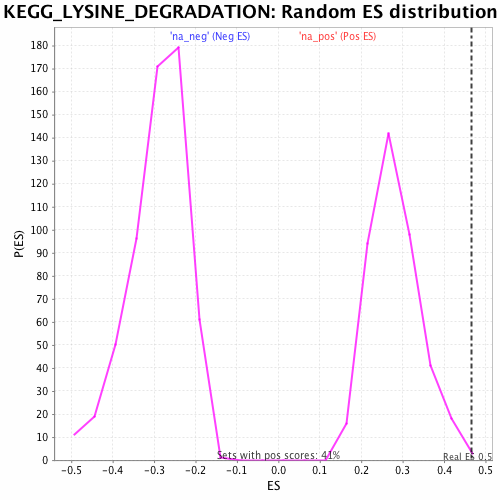 KEGG_LYSINE_DEGRADATION: Random ES distribution
'na_neg' (Neg ES)
'na_pos' (Pos ES)
180
170
160
150
140
130
120
110
100
90
80
70
60
50
40
30
20
10
0
P(ES)
Sets with pos scores: 41%
Real ES 0.5
-0.5 -0.4 -0.3 -0.2 -0.1 0.0 0.1 0.2 0.3 0.4 0.5
ES